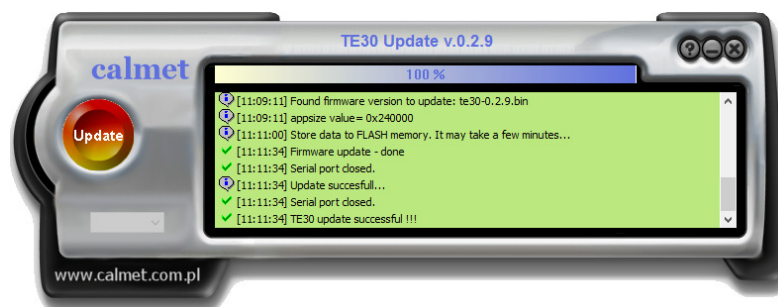 TE30 Update v.0.2.9
?
calmet
100 %
Update
[11:09:11] Found firmware version to update: te30-0.2.9.bin
[11:09:11] appsize value= 0x240000
[11:11:00] Store data to FLASH memory. It may take a few minutes...
[11:11:34] Firmware update - done
[11:11:34] Serial port closed.
[11:11:34] Update succesfull...
[11:11:34] Serial port closed.
[11:11:34] TE30 update successful !!!
www.calmet.com.pl